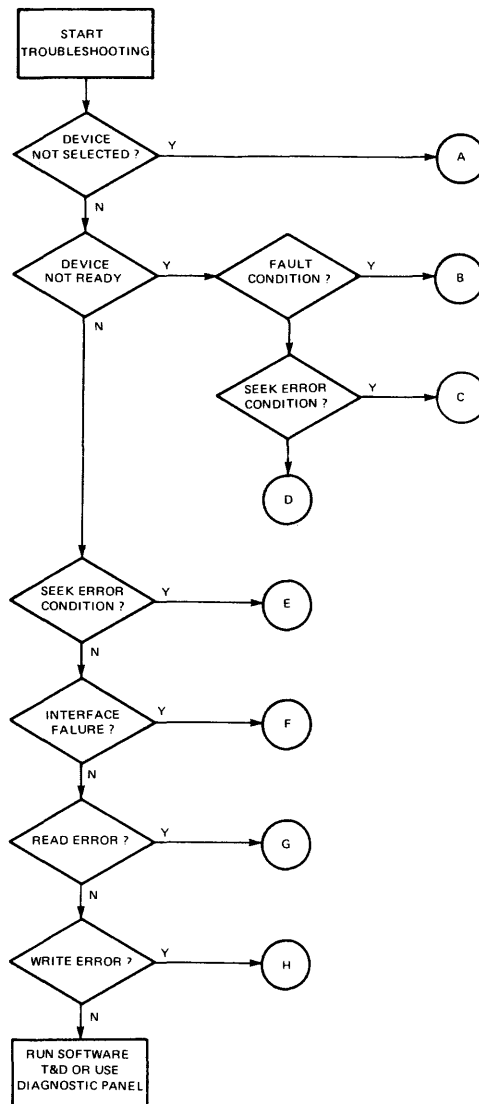 START
TROUBLESHOOTING
DEVICE
NOT SELECTED ?
Y
A
N
DEVICE
NOT READY
Y
FAULT
CONDITION ?
Y
B
N
SEEK ERROR
CONDITION ?
Y
C
D
SEEK ERROR
CONDITION ?
Y
E
N
INTERFACE
FALURE ?
Y
F
N
READ ERROR ?
Y
G
N
WRITE ERROR ?
Y
H
N
RUN SOFTWARE
T&D OR USE
DIAGNOSTIC PANEL